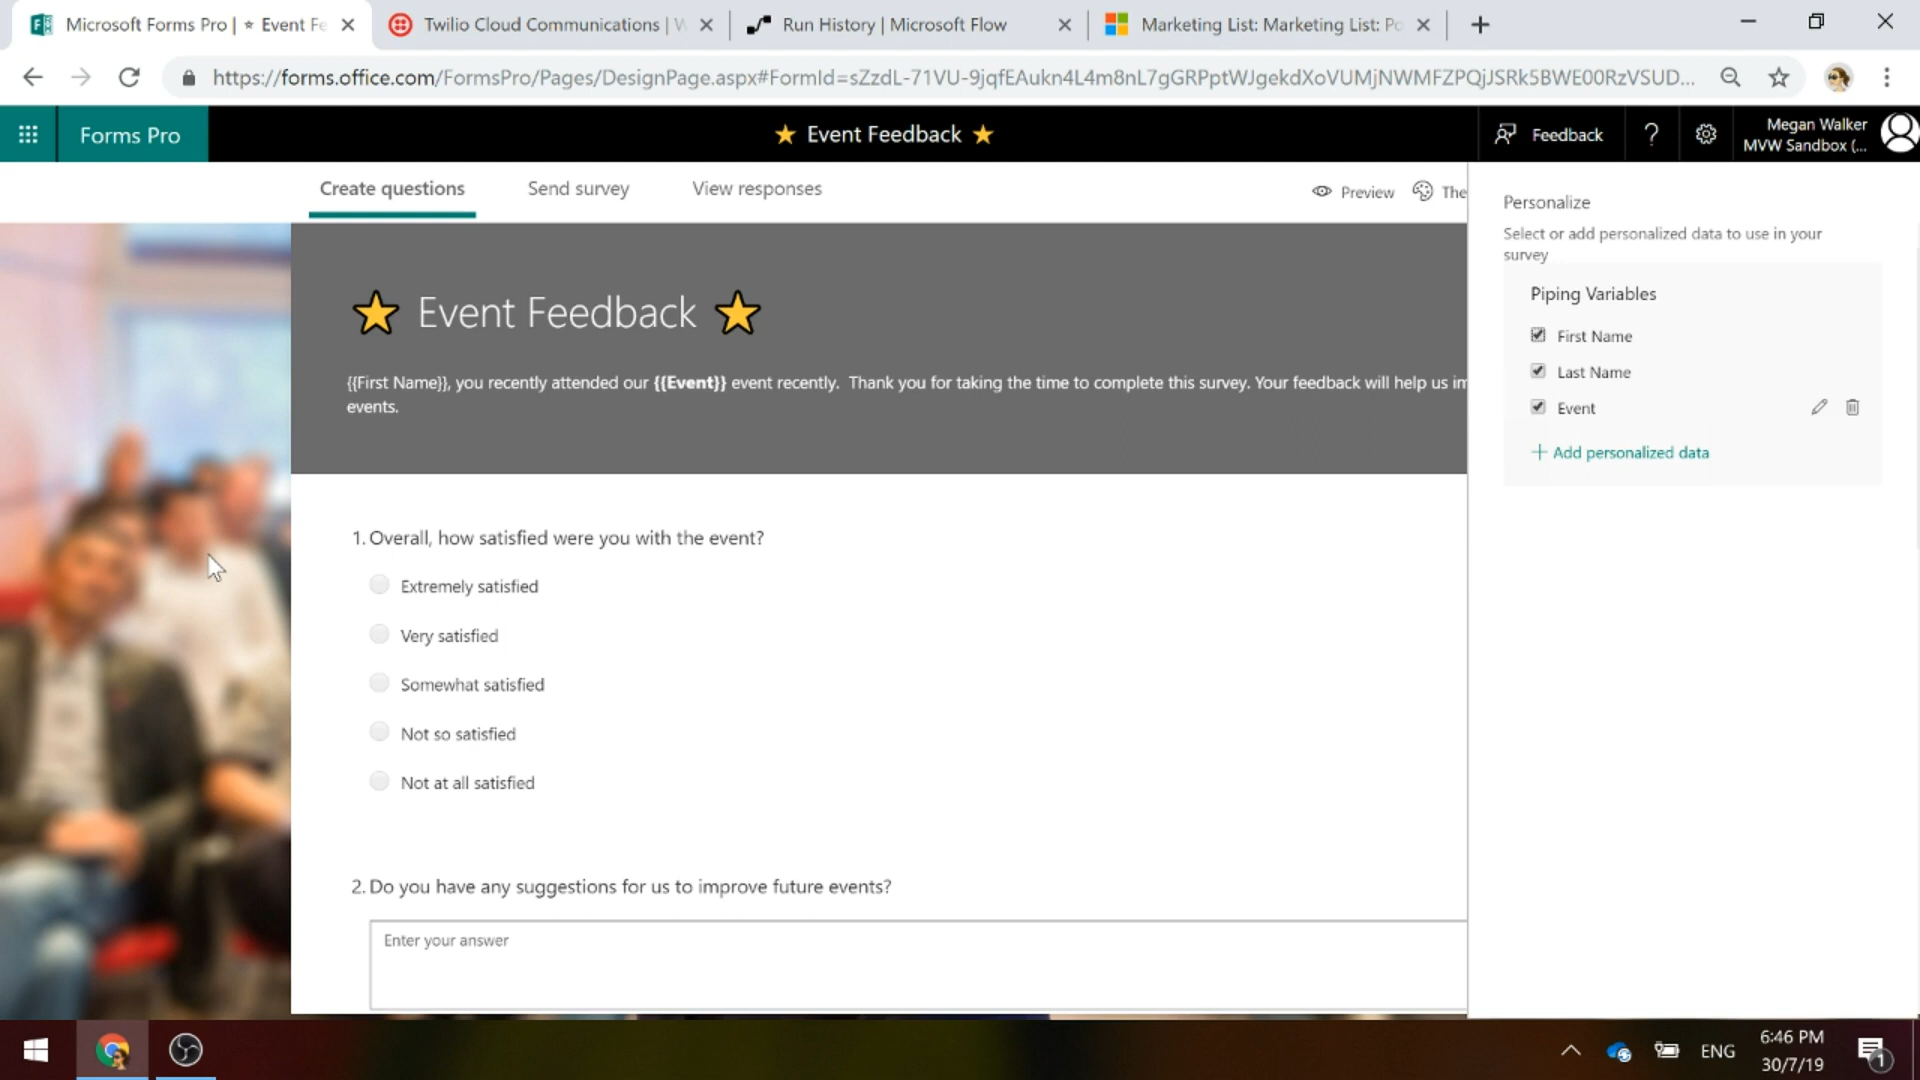 Microsoft Forms Pro | ⭐ Event Fe
Twilio Cloud Communications | W
Run History | Microsoft Flow
Marketing List: Marketing List: Po
https://forms.office.com/FormsPro/Pages/DesignPage.aspx#FormId=sZzdL-71VU-9jqfEAukn4L4m8nL7gGRPptWJgekdXoVUMjNWMFZPQjJSRk5BWE00RzVSUD...
Forms Pro
⭐ Event Feedback ⭐
Feedback
?
Megan Walker
MVW Sandbox (...
Create questions
Send survey
View responses
Preview
The
Personalize
Select or add personalized data to use in your
survey
Piping Variables
First Name
Last Name
Event
+ Add personalized data
⭐ Event Feedback ⭐
{{First Name}}, you recently attended our {{Event}} event recently. Thank you for taking the time to complete this survey. Your feedback will help us im
events.
1. Overall, how satisfied were you with the event?
Extremely satisfied
Very satisfied
Somewhat satisfied
Not so satisfied
Not at all satisfied
2. Do you have any suggestions for us to improve future events?
Enter your answer
ENG
6:46 PM
30/7/19
1